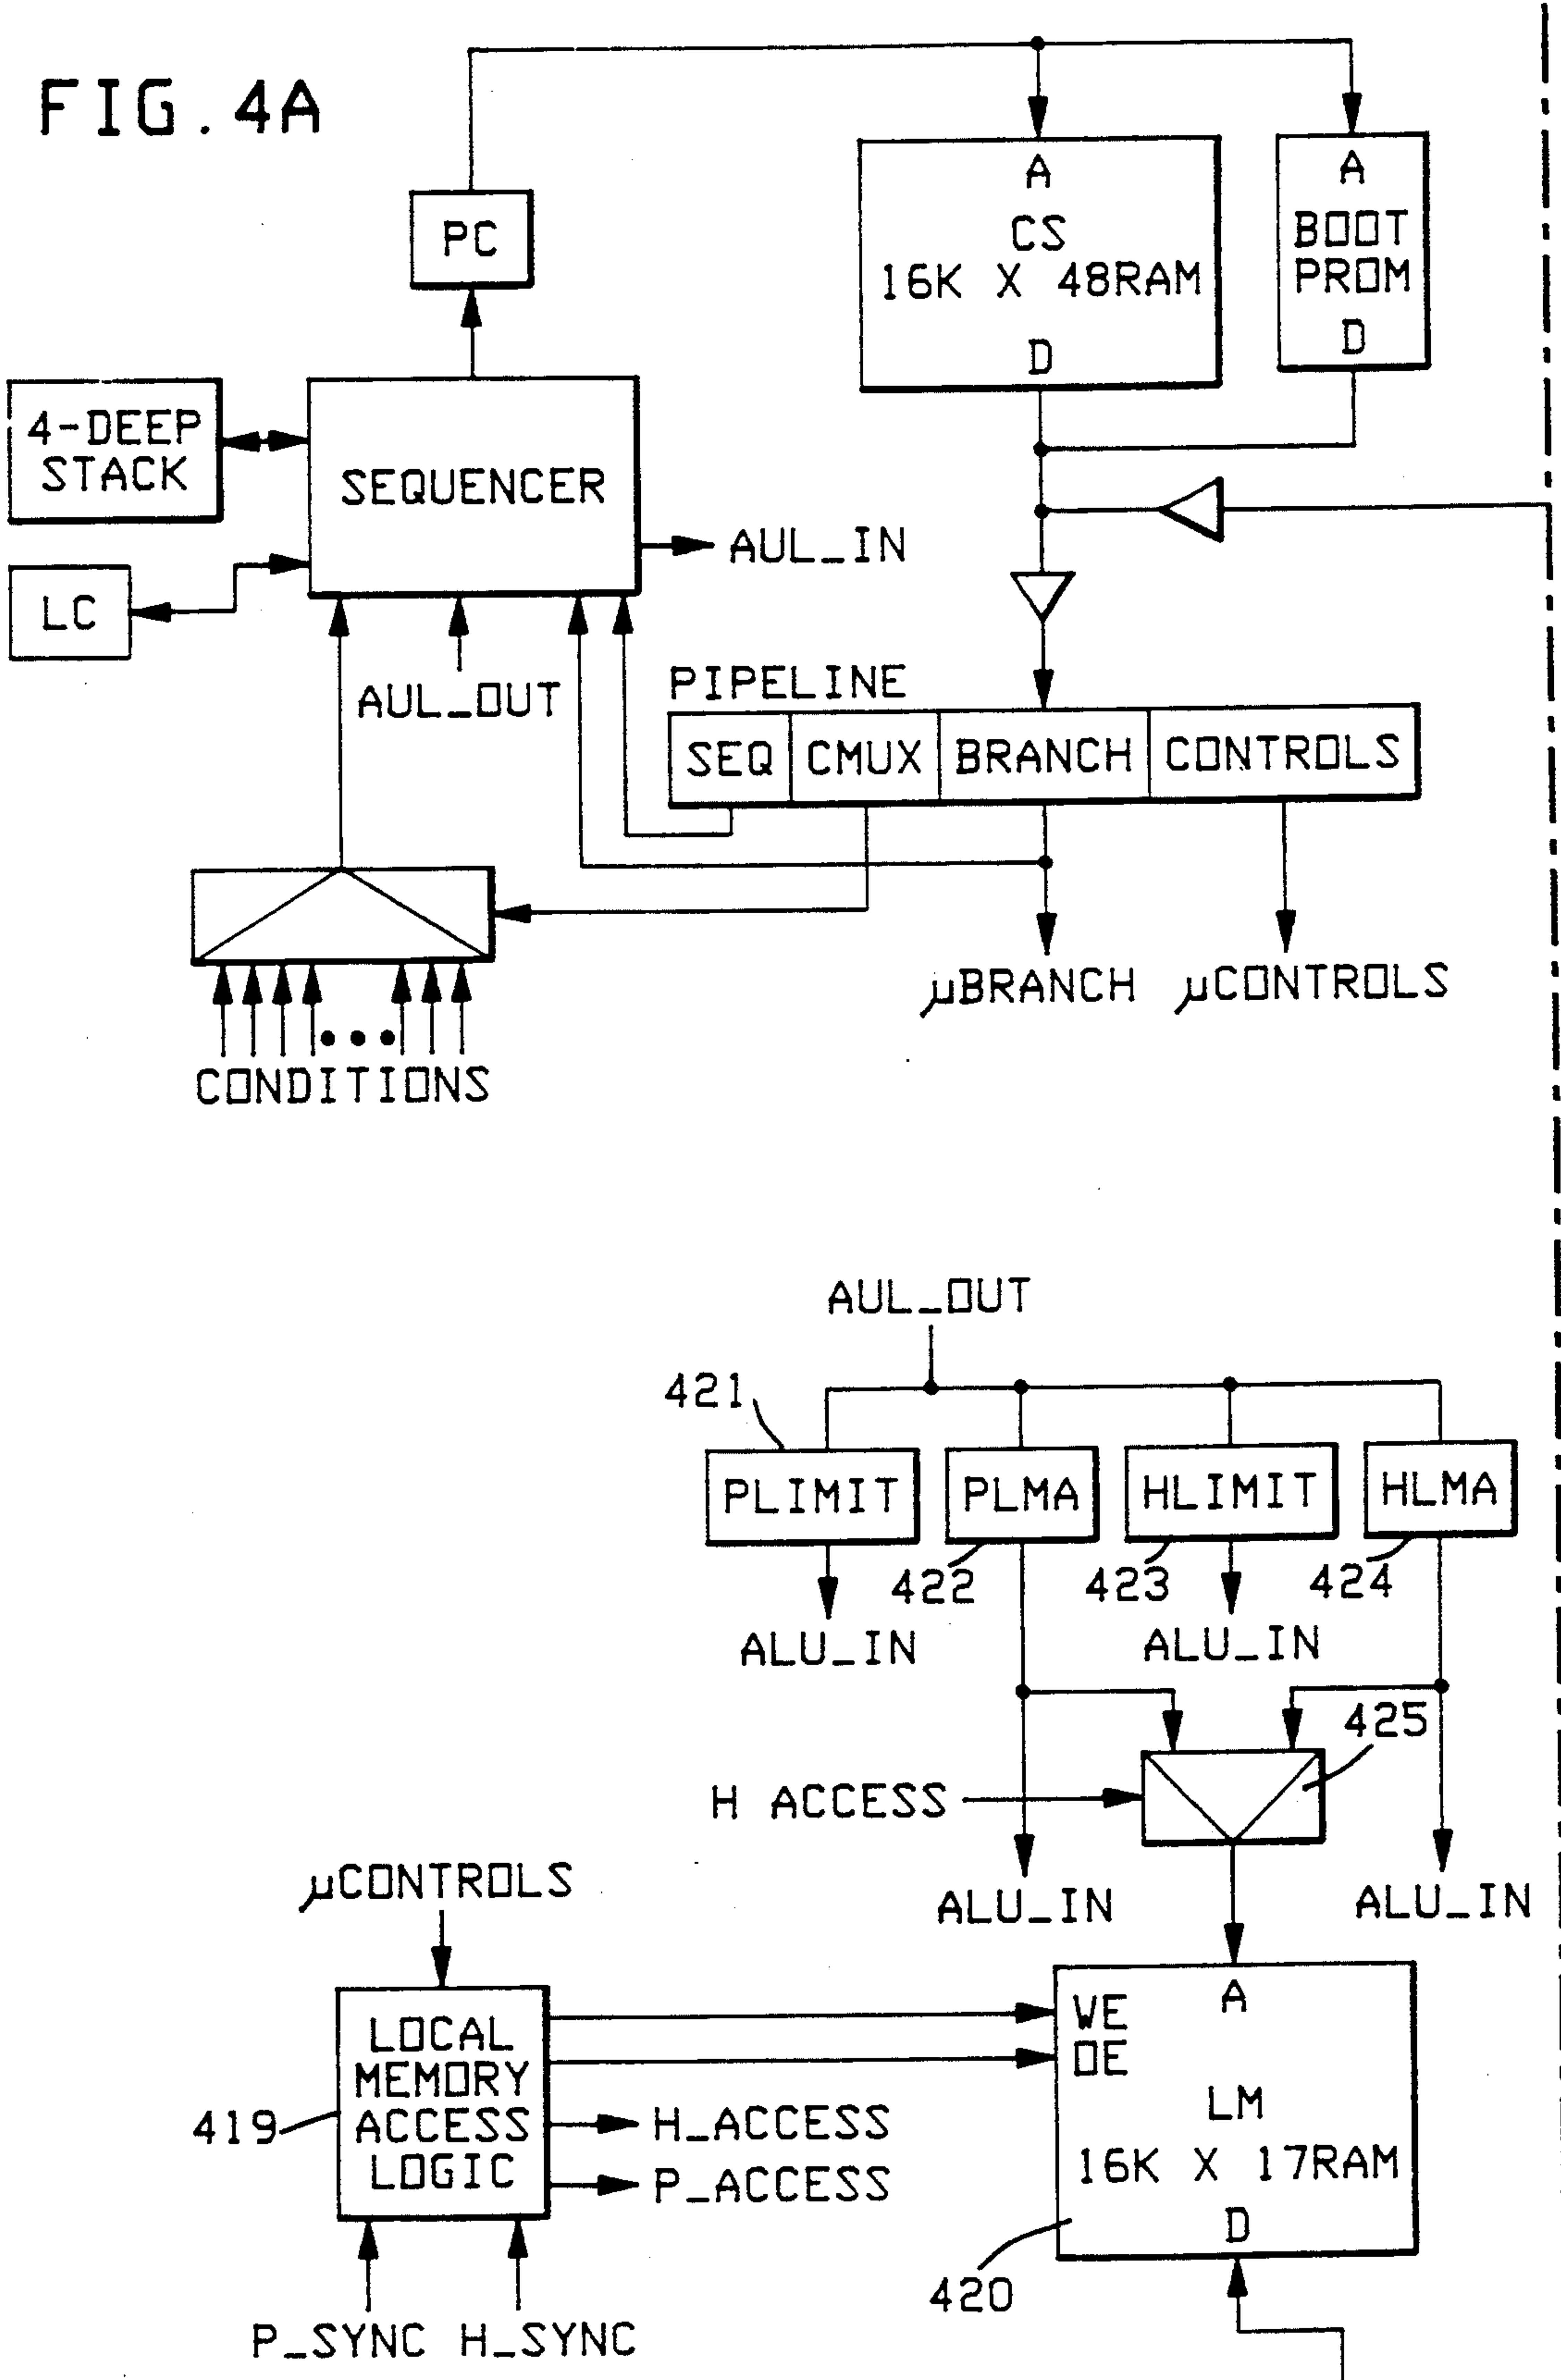 FIG. 4A
PC
A
CS
16K X 48RAM
D
A
BOOT
PROM
D
4-DEEP
STACK
SEQUENCER
AUL_IN
LC
AUL_OUT
PIPELINE
SEQ CMUX BRANCH CONTROLS
µBRANCH µCONTROLS
CONDITIONS
AUL_OUT
421
PLIMIT PLMA HLIMIT HLMA
422 423 424
ALU_IN ALU_IN
425
H ACCESS
ALU_IN ALU_IN
µCONTROLS
LOCAL
MEMORY
ACCESS
LOGIC
419
H_ACCESS
P_ACCESS
WE
OE
A
LM
16K X 17RAM
D
420
P_SYNC H_SYNC